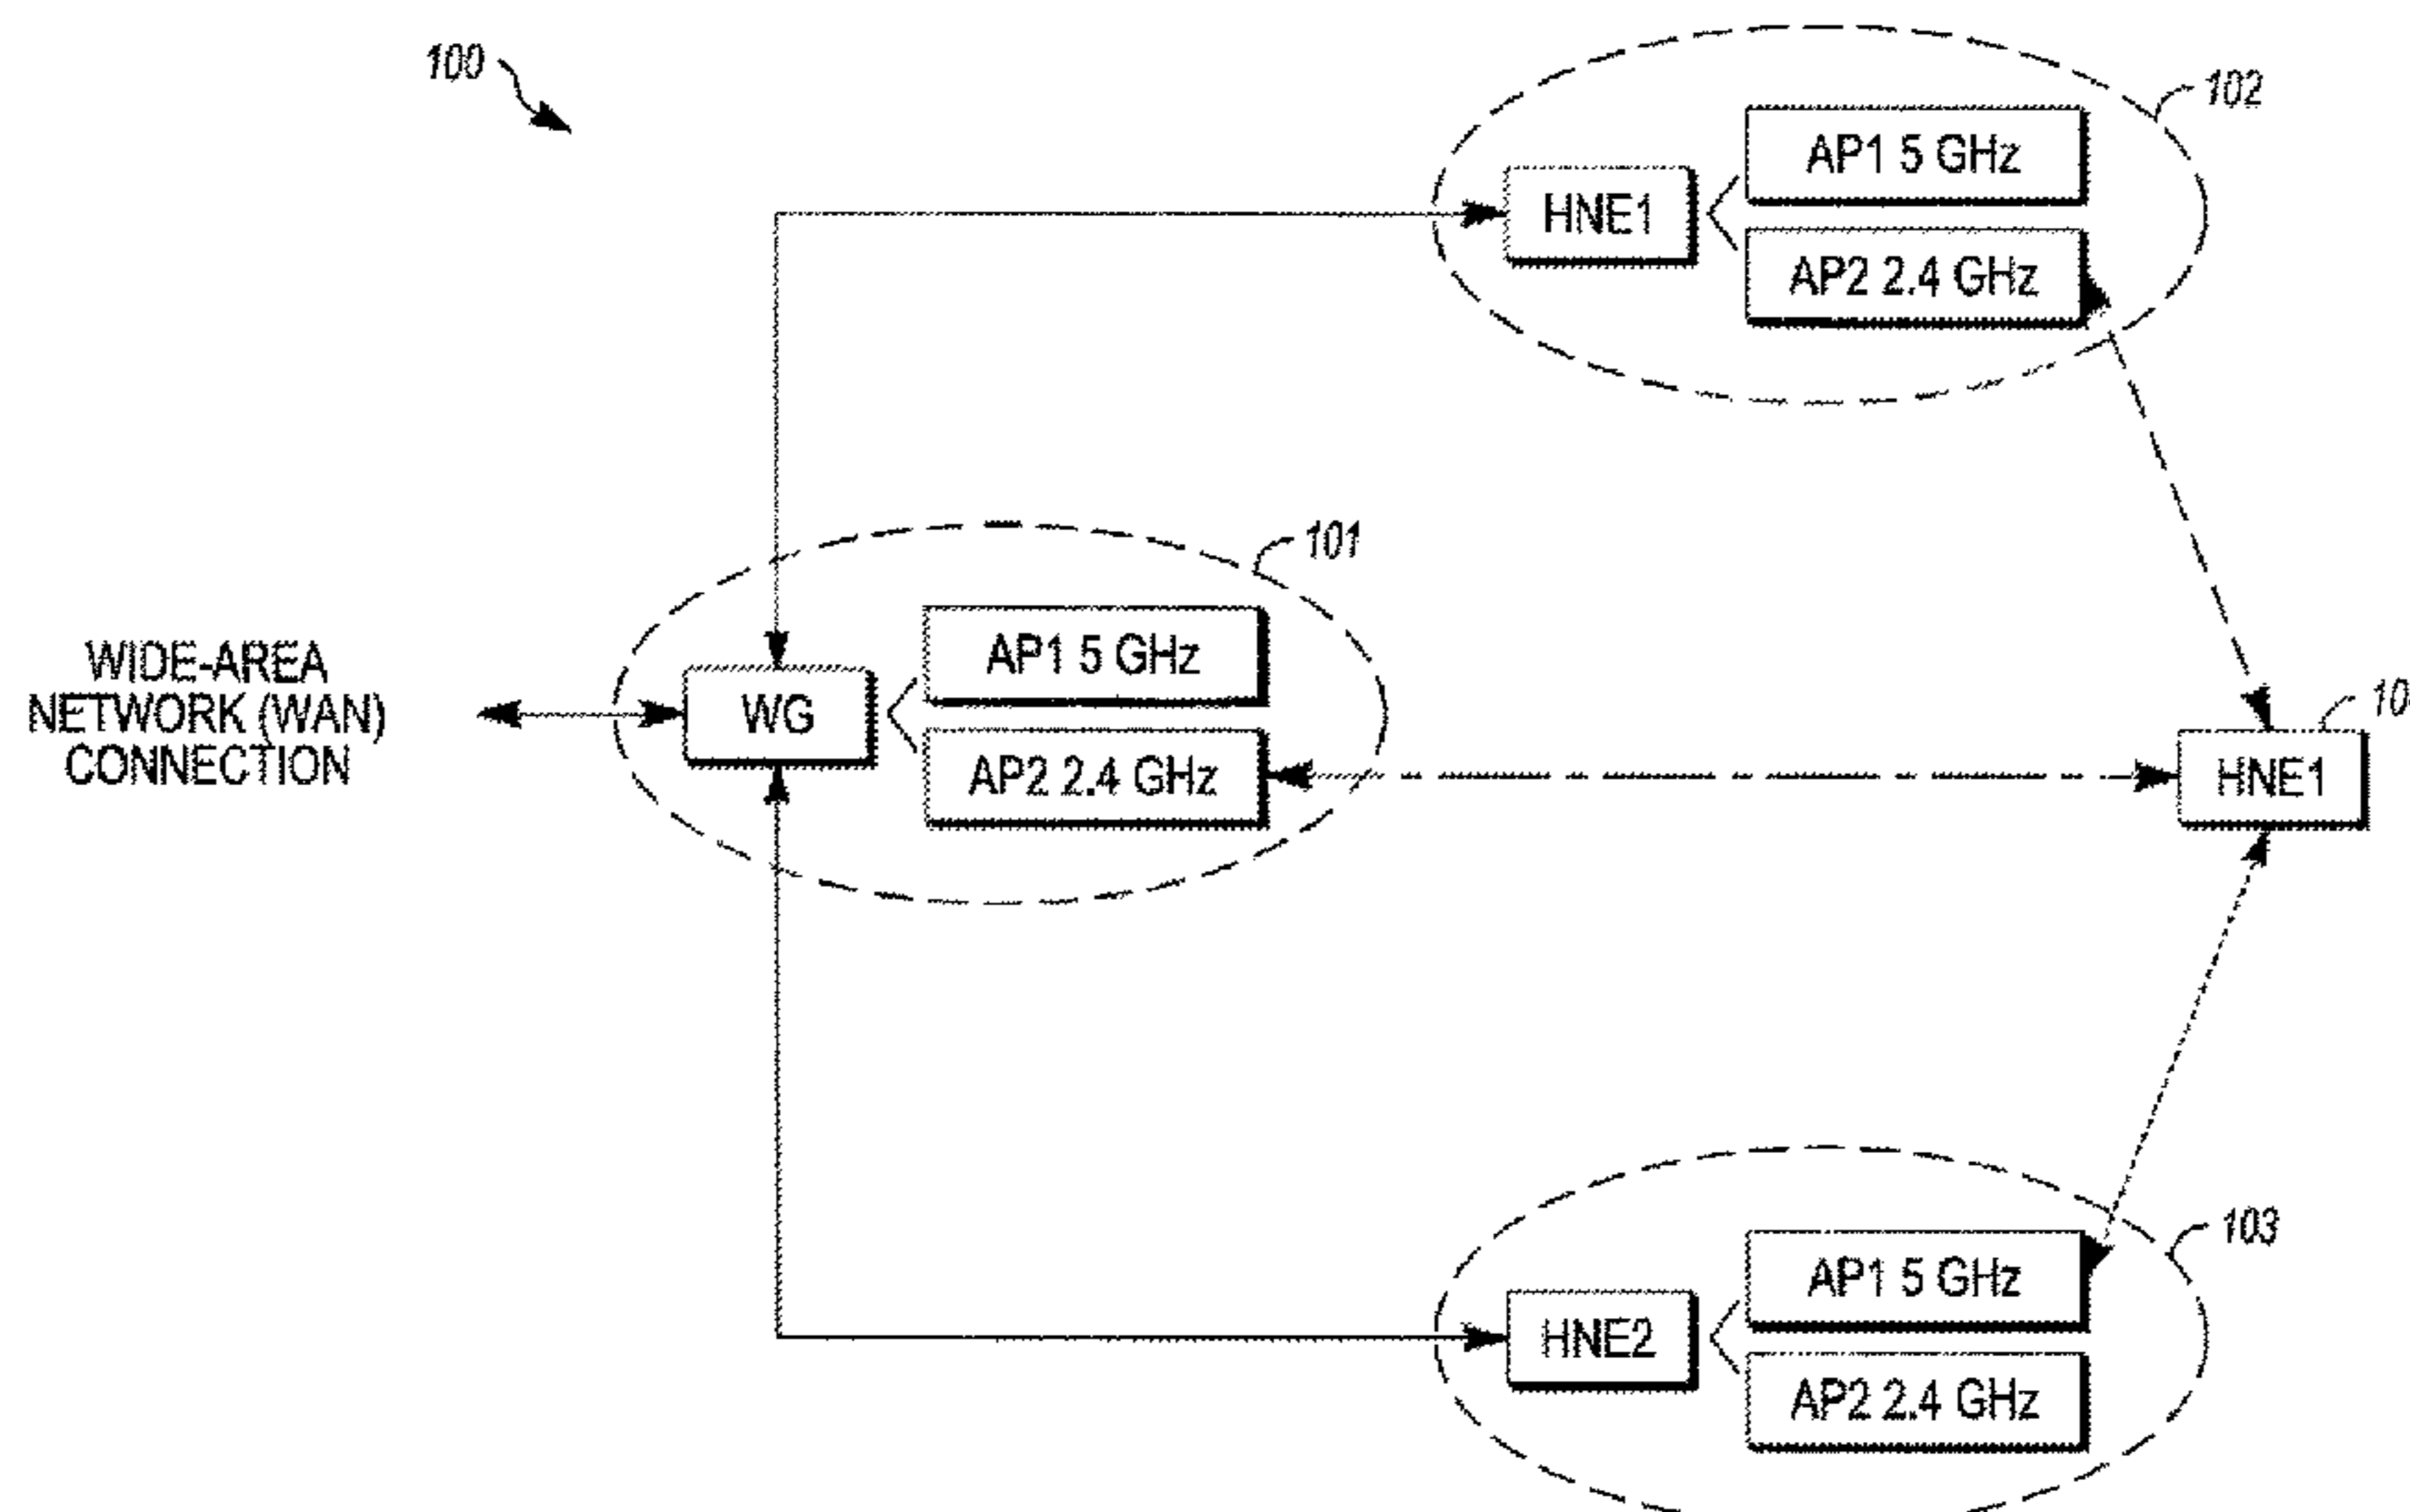 100
102
AP1 5 GHz
HNE1
AP2 2.4 GHz
101
WIDE-AREA
NETWORK (WAN)
CONNECTION
AP1 5 GHz
WG
AP2 2.4 GHz
HNE1
103
AP1 5 GHz
HNE2
AP2 2.4 GHz